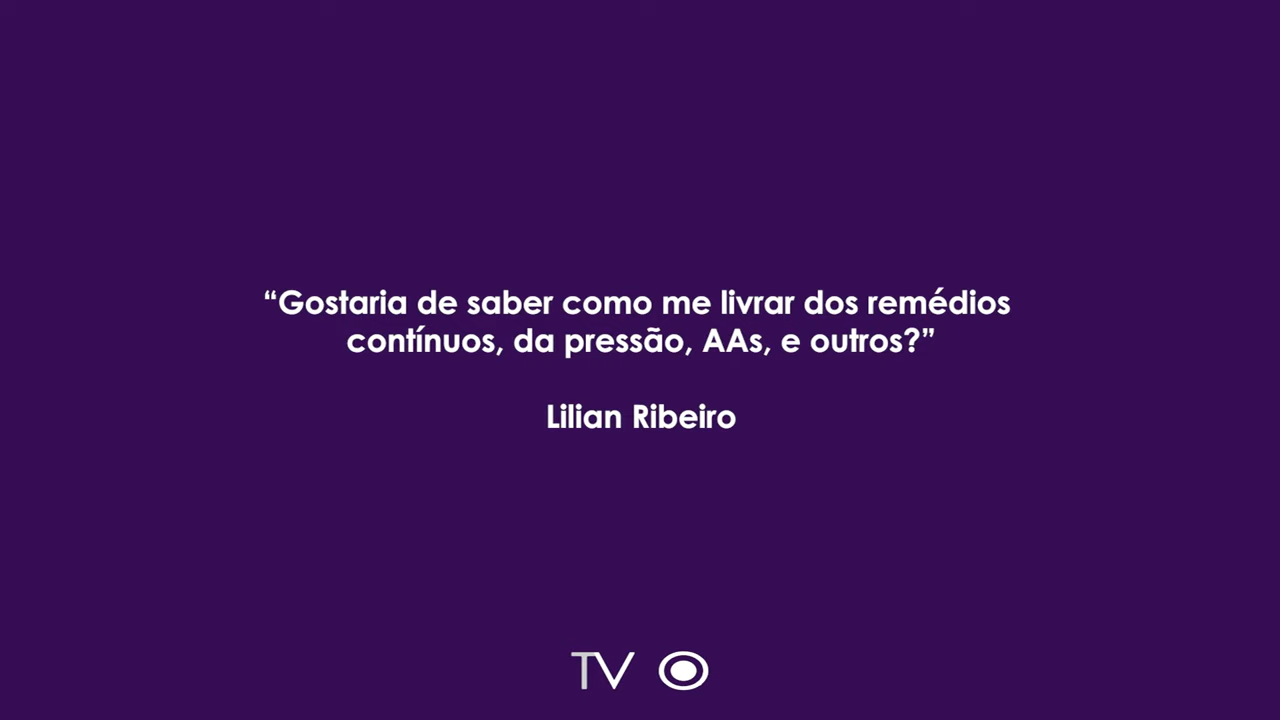 “Gostaria de saber como me livrar dos remédios
contínuos, da pressão, AAs, e outros?”
Lilian Ribeiro
TV